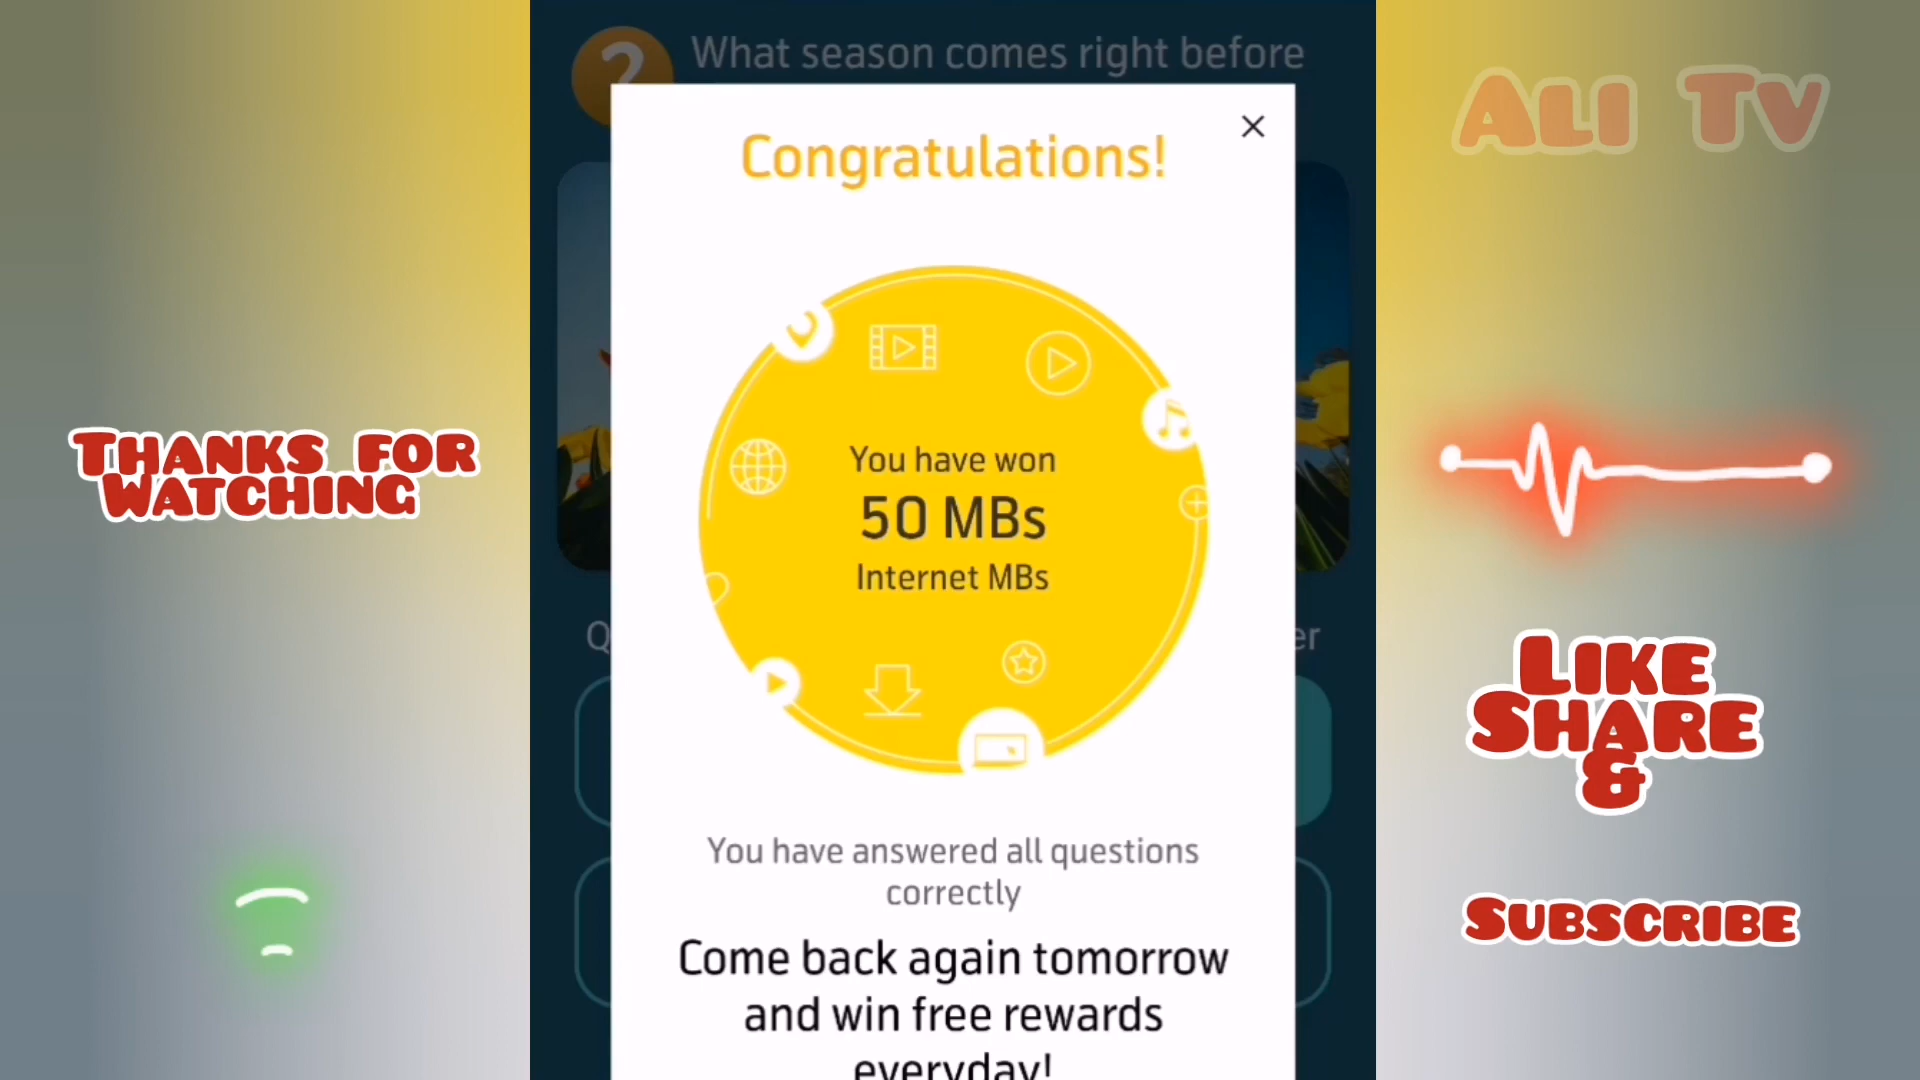 What season comes right before
Ali Tv
Congratulations!
Thanks for
Watching
You have won
50 MBs
Internet MBs
Like
Share
&
You have answered all questions
correctly
Subscribe
Come back again tomorrow
and win free rewards
everyday!